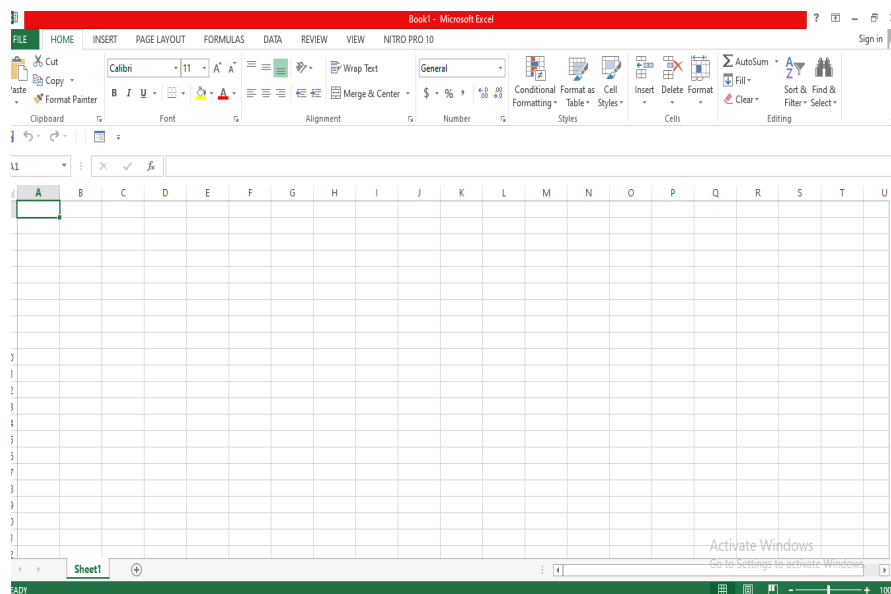 Book1 - Microsoft Excel
?
FILE HOME INSERT PAGE LAYOUT FORMULAS DATA REVIEW VIEW NITRO PRO 10 Sign in
Cut Calibri 11 A A Wrap Text General AutoSum
Copy Fill
Format Painter B I U A Merge & Center $ % , Clear
Conditional Format as Cell Insert Delete Format Sort & Find &
Formatting Table Styles Filter Select
Clipboard Font Alignment Number Styles Cells Editing
fx
A B C D E F G H I J K L M N O P Q R S T U
Activate Windows
Go to Settings to activate Windows.
Sheet1